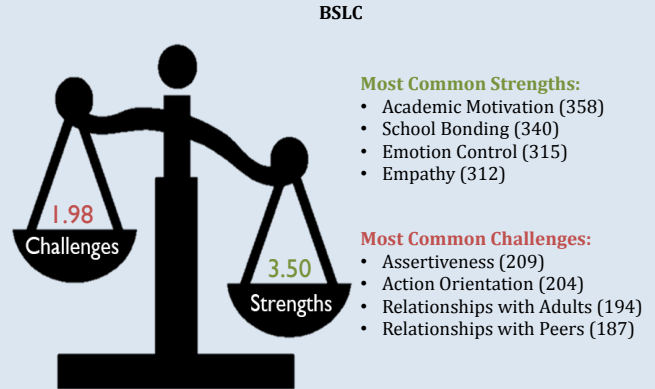 BSLC
1.98
Challenges
3.50
Strengths
Most Common Strengths:
• Academic Motivation (358)
• School Bonding (340)
• Emotion Control (315)
• Empathy (312)
Most Common Challenges:
• Assertiveness (209)
• Action Orientation (204)
• Relationships with Adults (194)
• Relationships with Peers (187)